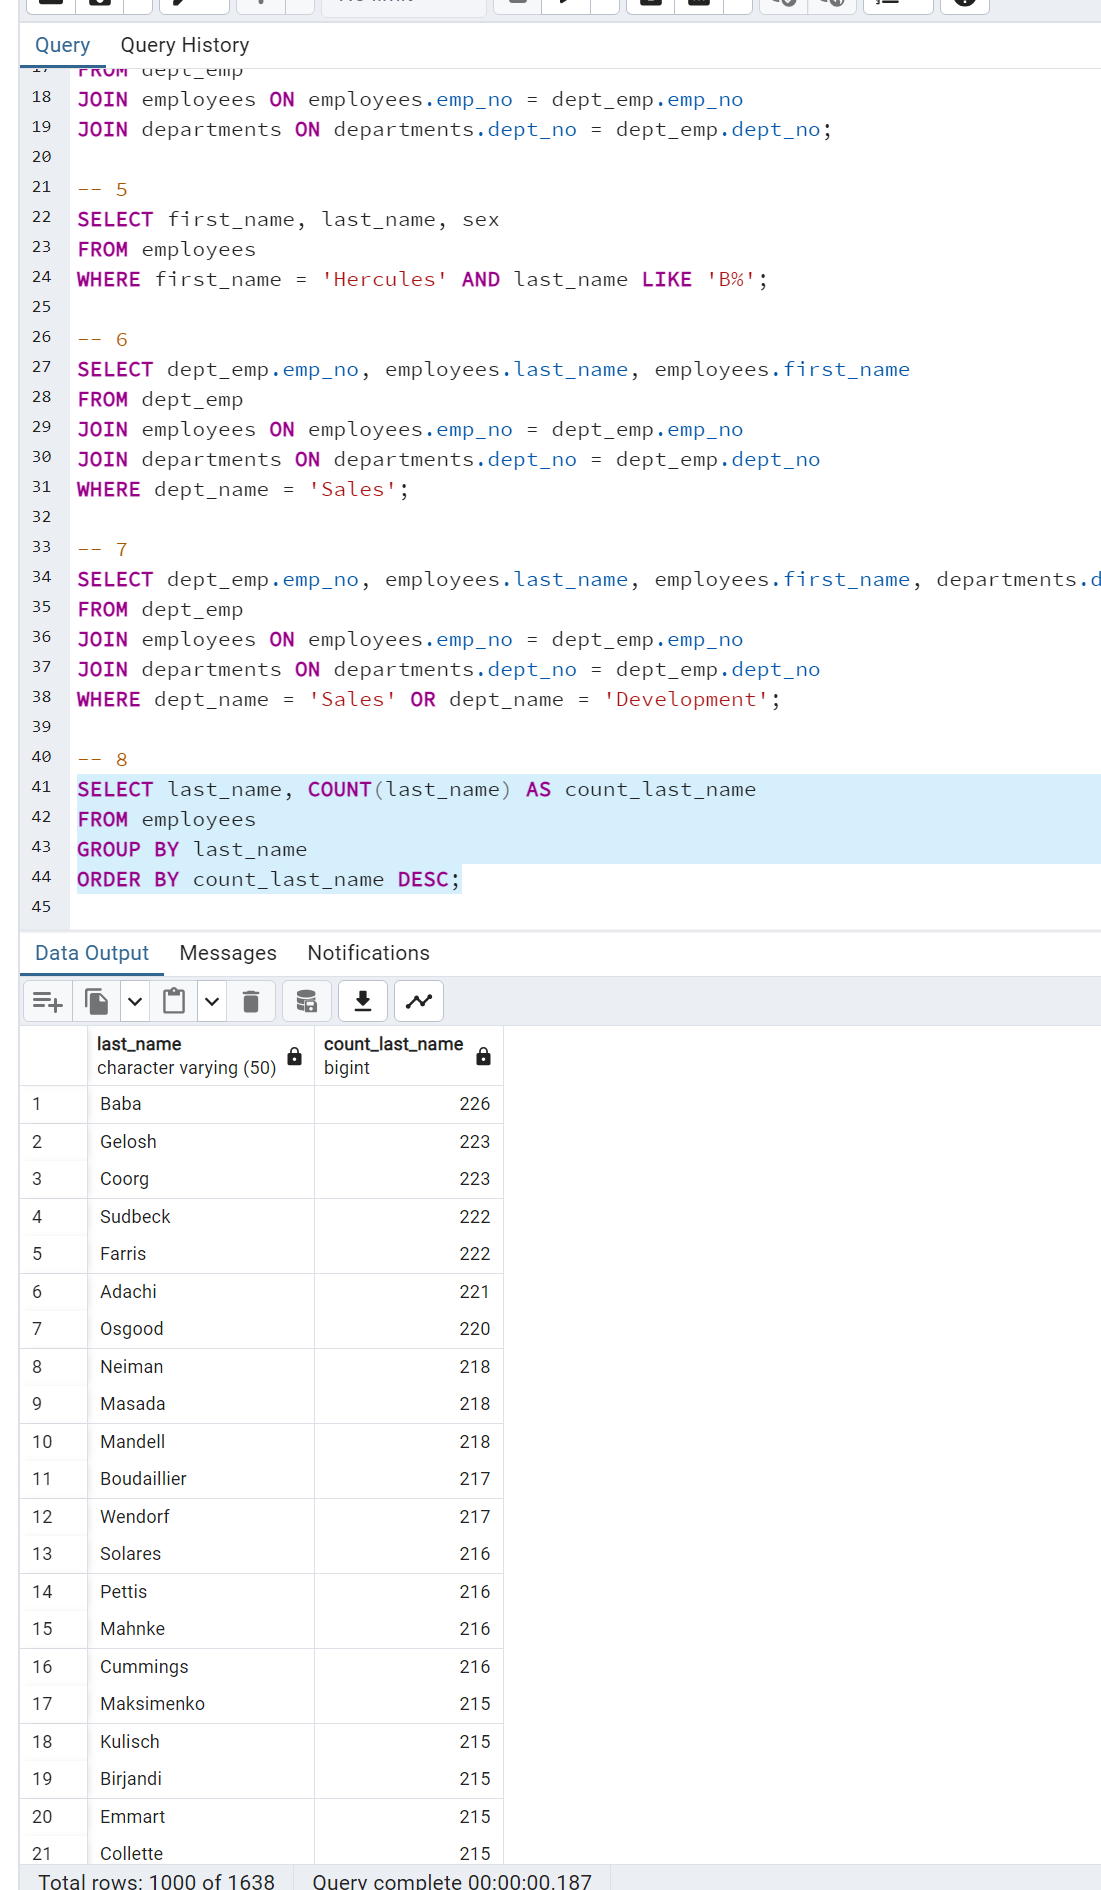 Query Query History
17 FROM dept_emp
18 JOIN employees ON employees.emp_no = dept_emp.emp_no
19 JOIN departments ON departments.dept_no = dept_emp.dept_no;
20
21 -- 5
22 SELECT first_name, last_name, sex
23 FROM employees
24 WHERE first_name = 'Hercules' AND last_name LIKE 'B%';
25
26 -- 6
27 SELECT dept_emp.emp_no, employees.last_name, employees.first_name
28 FROM dept_emp
29 JOIN employees ON employees.emp_no = dept_emp.emp_no
30 JOIN departments ON departments.dept_no = dept_emp.dept_no
31 WHERE dept_name = 'Sales';
32
33 -- 7
34 SELECT dept_emp.emp_no, employees.last_name, employees.first_name, departments.d
35 FROM dept_emp
36 JOIN employees ON employees.emp_no = dept_emp.emp_no
37 JOIN departments ON departments.dept_no = dept_emp.dept_no
38 WHERE dept_name = 'Sales' OR dept_name = 'Development';
39
40 -- 8
41 SELECT last_name, COUNT(last_name) AS count_last_name
42 FROM employees
43 GROUP BY last_name
44 ORDER BY count_last_name DESC;
45
Data Output Messages Notifications
last_name count_last_name
character varying (50) bigint
1 Baba 226
2 Gelosh 223
3 Coorg 223
4 Sudbeck 222
5 Farris 222
6 Adachi 221
7 Osgood 220
8 Neiman 218
9 Masada 218
10 Mandell 218
11 Boudaillier 217
12 Wendorf 217
13 Solares 216
14 Pettis 216
15 Mahnke 216
16 Cummings 216
17 Maksimenko 215
18 Kulisch 215
19 Birjandi 215
20 Emmart 215
21 Collette 215
Total rows: 1000 of 1638 Query complete 00:00:00.187